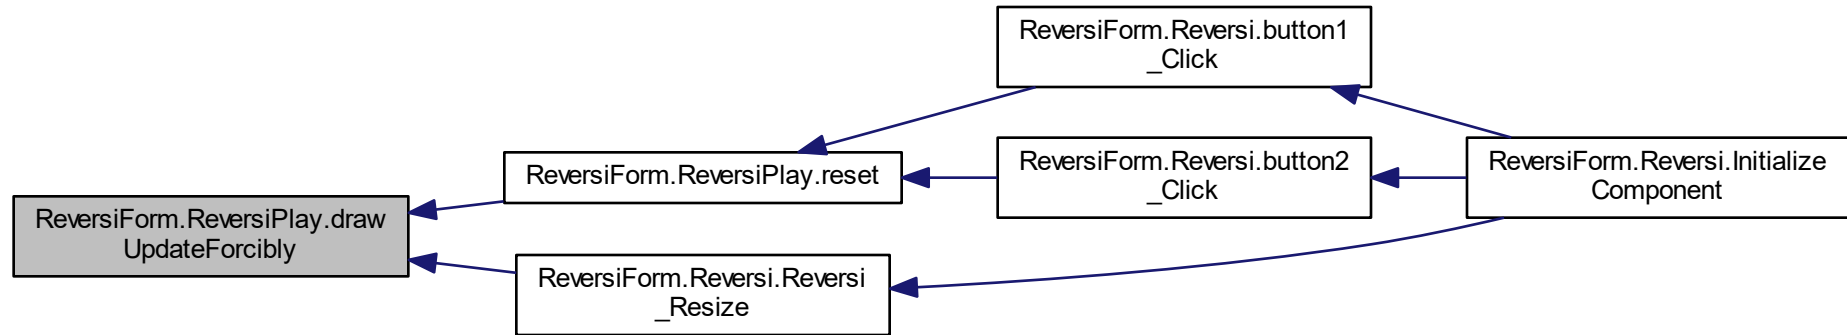 ReversiForm.Reversi.button1
_Click
ReversiForm.ReversiPlay.reset
ReversiForm.Reversi.button2
_Click
ReversiForm.Reversi.Initialize
Component
ReversiForm.ReversiPlay.draw
UpdateForcibly
ReversiForm.Reversi.Reversi
_Resize